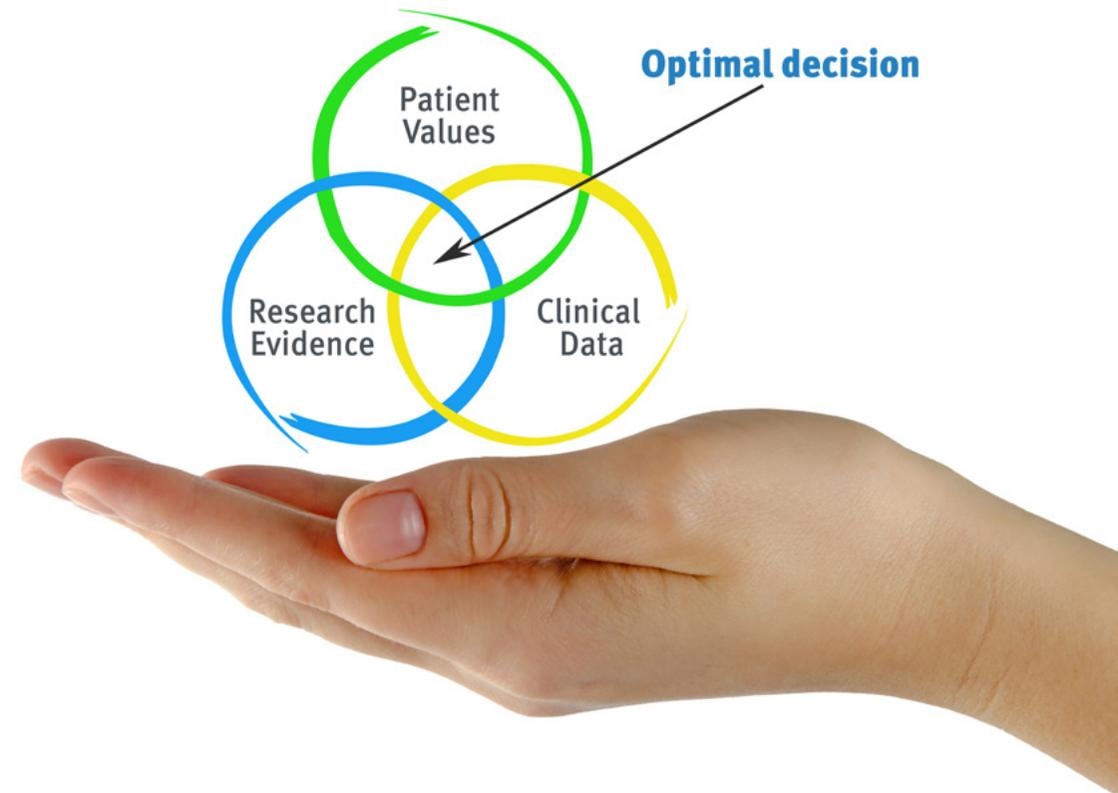 Optimal decision
Patient
Values
Research
Evidence
Clinical
Data